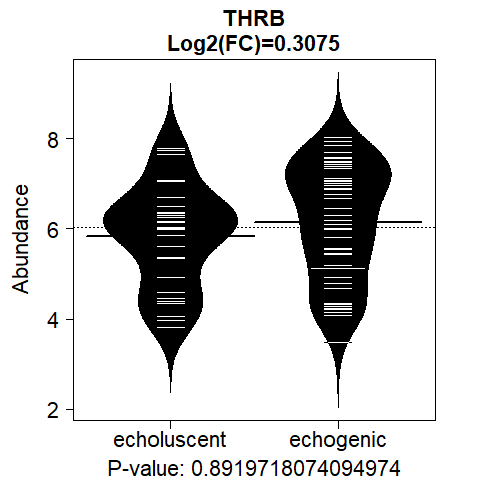 THRB
Log2(FC)=0.3075
8
6
4
2
Abundance
echoluscent echogenic
P-value: 0.8919718074094974